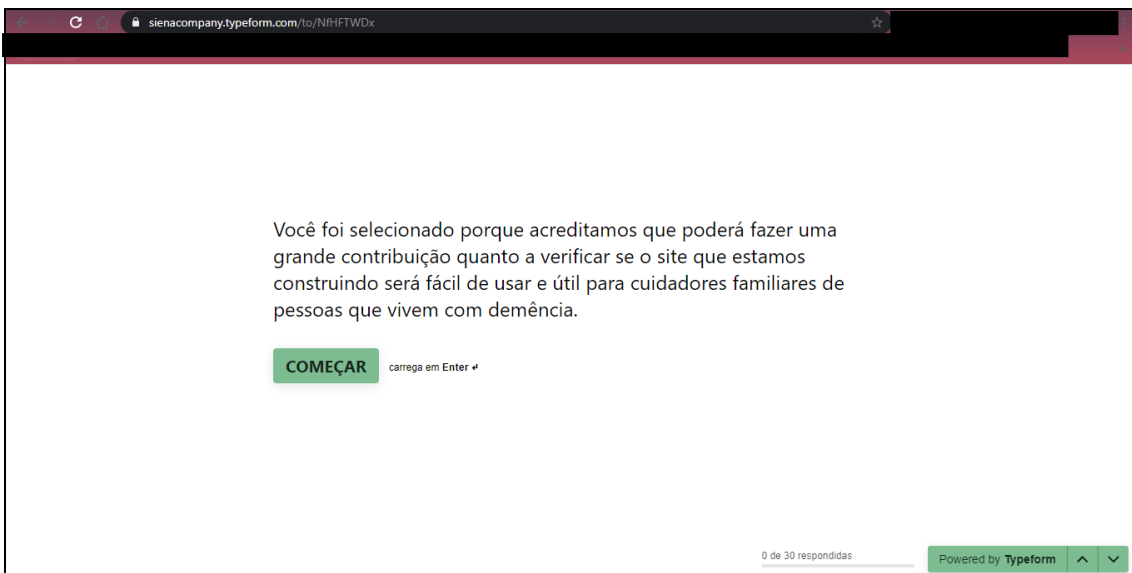 sienacompany.typeform.com/to/NfHFTWDx
Você foi selecionado porque acreditamos que poderá fazer uma
grande contribuição quanto a verificar se o site que estamos
construindo será fácil de usar e útil para cuidadores familiares de
pessoas que vivem com demência.
COMEÇAR carrega em Enter ↵
0 de 30 respondidas
Powered by Typeform